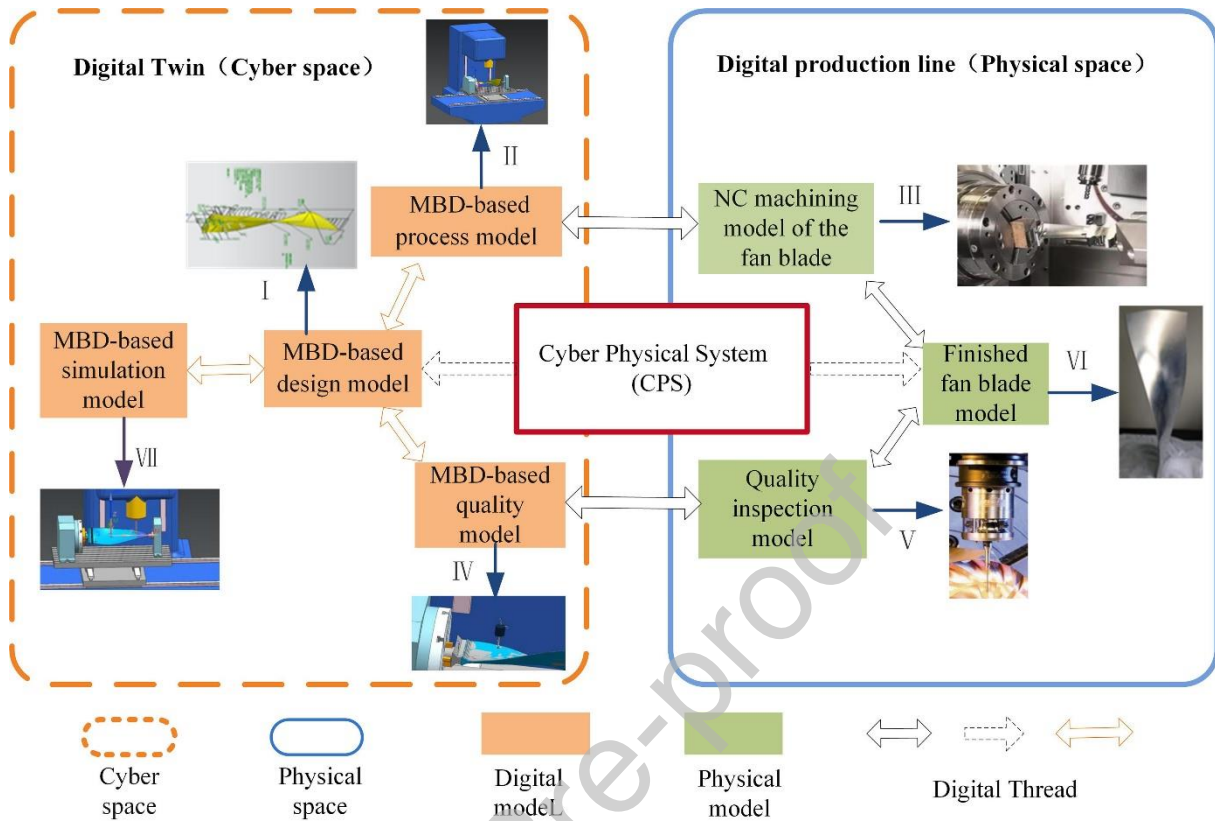 Digital Twin（Cyber space）
Digital production line（Physical space）
II
MBD-based
process model
NC machining
model of the
fan blade
III
I
MBD-based
simulation
model
MBD-based
design model
Cyber Physical System
(CPS)
Finished
fan blade
model
VI
VII
MBD-based
quality
model
Quality
inspection
model
V
IV
re-proof
Cyber
space
Physical
space
Digital
modeL
Physical
model
Digital Thread